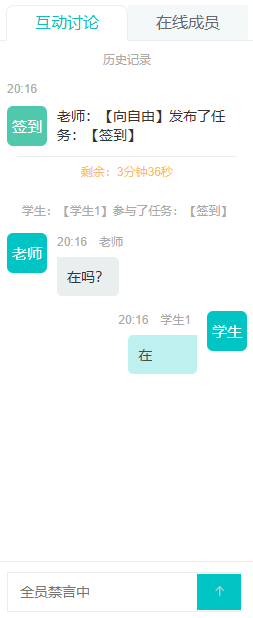 互动讨论 在线成员
历史记录
20:16
签到
老师：【向自由】发布了任
务：【签到】
剩余：3分钟36秒
学生：【学生1】参与了任务：【签到】
老师
20:16 老师
在吗？
20:16 学生1
学生
在
全员禁言中